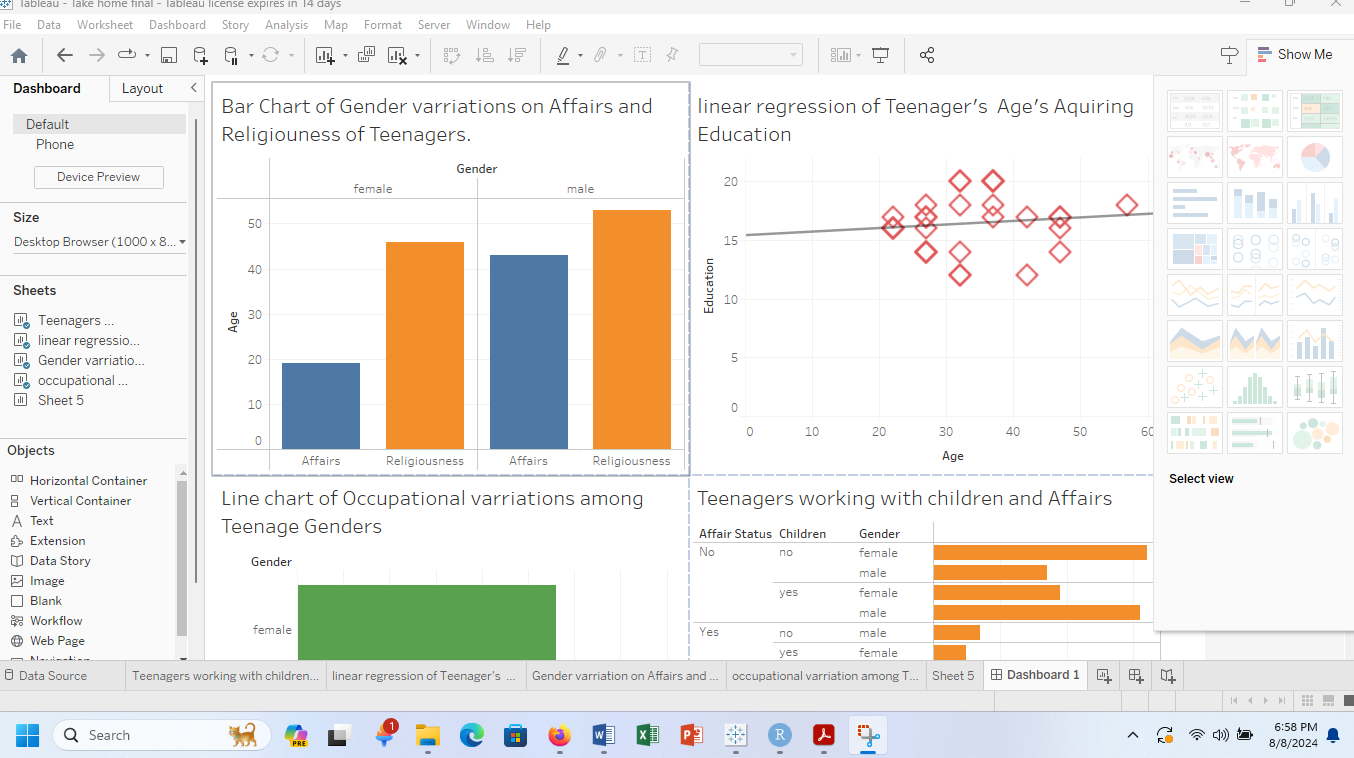 Tableau - Take home final - Tableau license expires in 14 days
File Data Worksheet Dashboard Story Analysis Map Format Server Window Help
Show Me
Dashboard Layout
Default
Phone
Device Preview
Size
Desktop Browser (1000 x 8...
Sheets
Teenagers ...
linear regressio...
Gender varriatio...
occupational ...
Sheet 5
Objects
Horizontal Container
Vertical Container
Text
Extension
Data Story
Image
Blank
Workflow
Web Page
Bar Chart of Gender varriations on Affairs and
Religiouness of Teenagers.
Gender
female male
Age
50
40
30
20
10
0
Affairs Religiousness Affairs Religiousness
linear regression of Teenager's Age's Aquiring
Education
Education
20
15
10
5
0
0 10 20 30 40 50 60
Age
Line chart of Occupational varriations among
Teenage Genders
Gender
female
Teenagers working with children and Affairs
Affair Status Children Gender
No no female
male
yes female
male
Yes no male
yes female
Select view
Data Source Teenagers working with children... linear regression of Teenager's ... Gender varriation on Affairs and ... occupational varriation among T... Sheet 5 Dashboard 1
Search
PRE
1
6:58 PM
8/8/2024